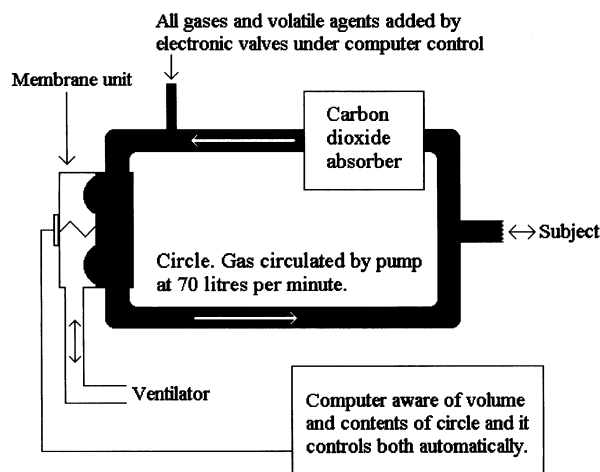 All gases and volatile agents added by
electronic valves under computer control
Membrane unit
Carbon
dioxide
absorber
Subject
Circle. Gas circulated by pump
at 70 litres per minute.
Ventilator
Computer aware of volume
and contents of circle and it
controls both automatically.